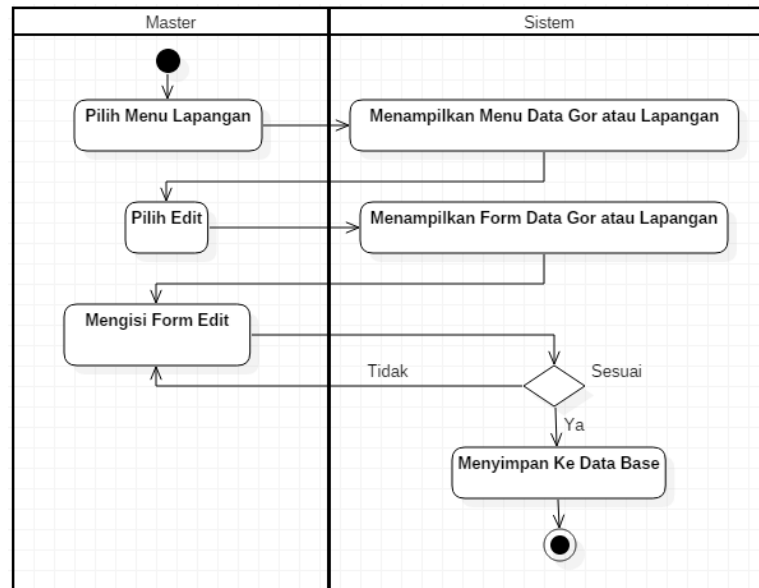 Master
Sistem
Pilih Menu Lapangan
Menampilkan Menu Data Gor atau Lapangan
Pilih Edit
Menampilkan Form Data Gor atau Lapangan
Mengisi Form Edit
Tidak
Sesuai
Ya
Menyimpan Ke Data Base